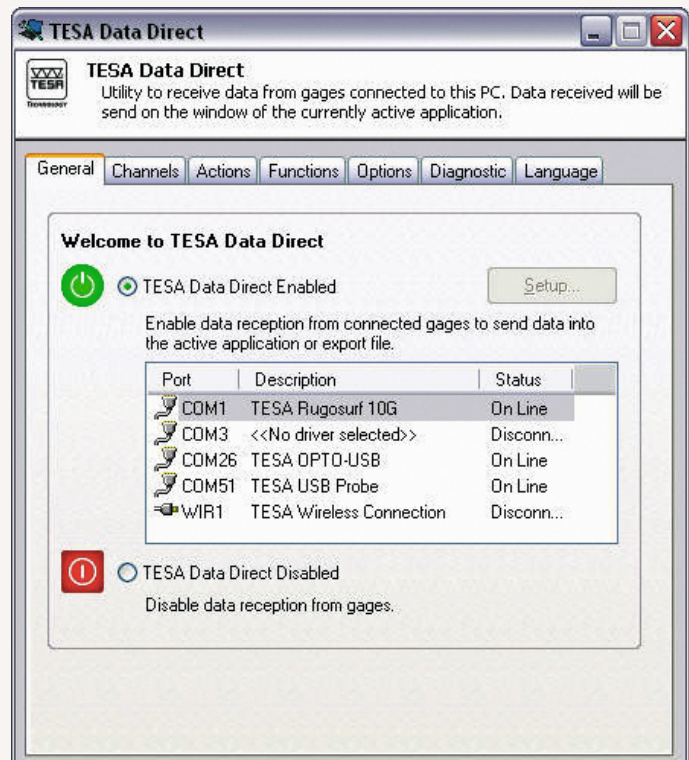 TESA Data Direct
TESA
TECHNOLOGY
TESA Data Direct
Utility to receive data from gages connected to this PC. Data received will be
send on the window of the currently active application.
General Channels Actions Functions Options Diagnostic Language
Welcome to TESA Data Direct
TESA Data Direct Enabled
Setup...
Enable data reception from connected gages to send data into
the active application or export file.
Port Description Status
COM1 TESA Rugosurf 10G On Line
COM3 <<No driver selected>> Disconn...
COM26 TESA OPTO-USB On Line
COM51 TESA USB Probe On Line
WIR1 TESA Wireless Connection Disconn...
TESA Data Direct Disabled
Disable data reception from gages.